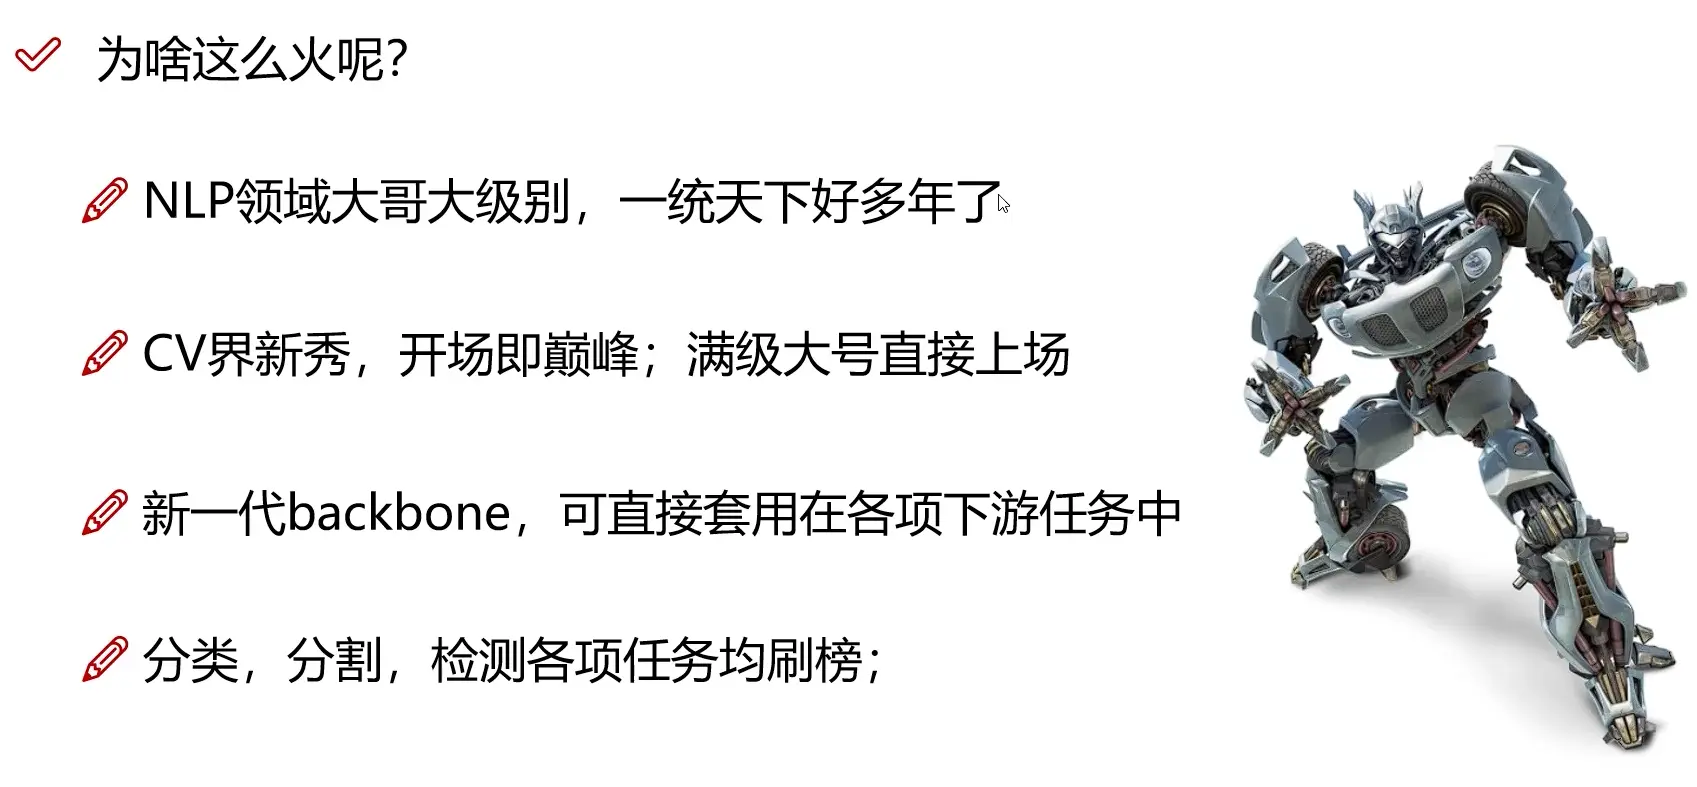 为啥这么火呢？
NLP领域大哥大级别，一统天下好多年了
CV界新秀，开场即巅峰；满级大号直接上场
新一代backbone，可直接套用在各项下游任务中
分类，分割，检测各项任务均刷榜；